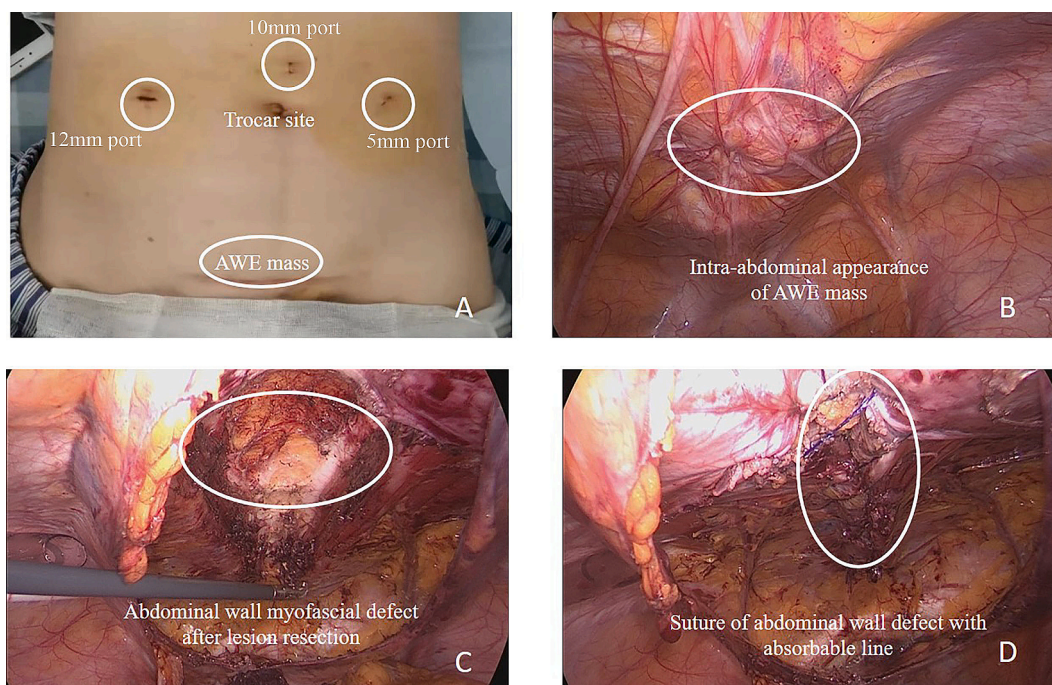 10mm port
12mm port
Trocar site
5mm port
AWE mass
A
Intra-abdominal appearance
of AWE mass
B
Abdominal wall myofascial defect
after lesion resection
C
Suture of abdominal wall defect with
absorbable line
D